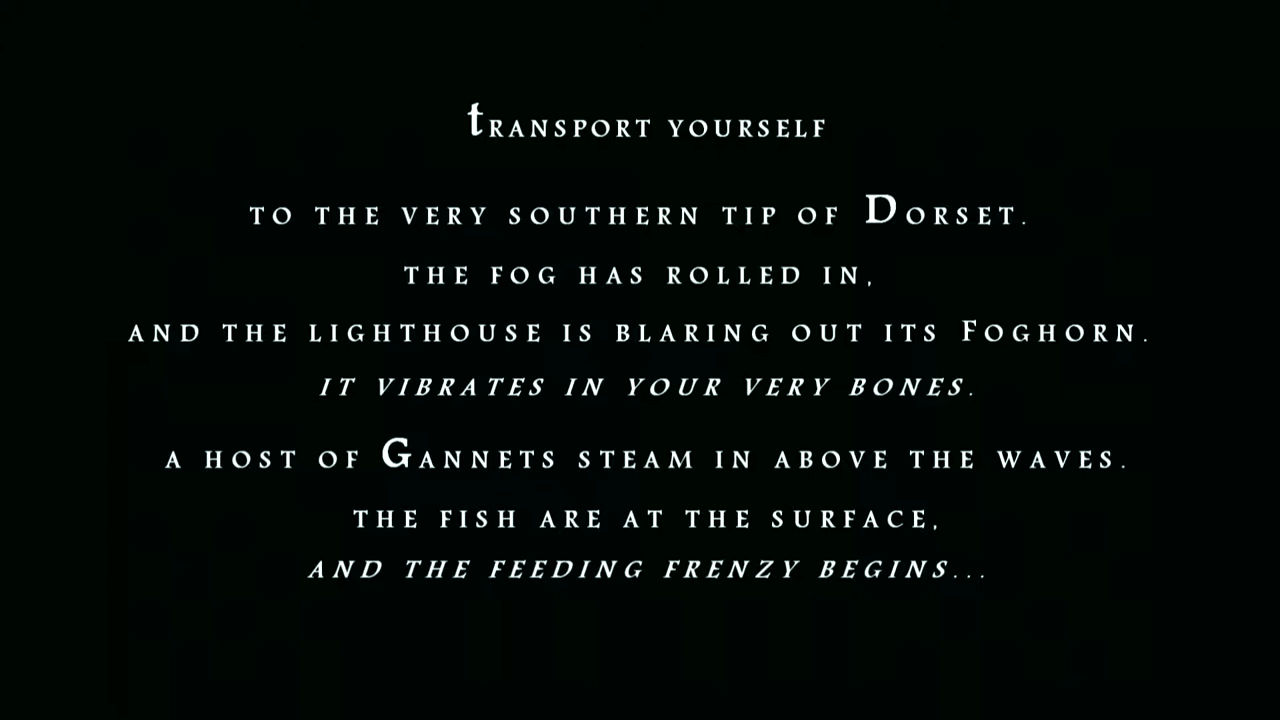 transport yourself
to the very southern tip of Dorset.
the fog has rolled in,
and the lighthouse is blaring out its Foghorn.
it vibrates in your very bones.
a host of Gannets steam in above the waves.
the fish are at the surface,
and the feeding frenzy begins...